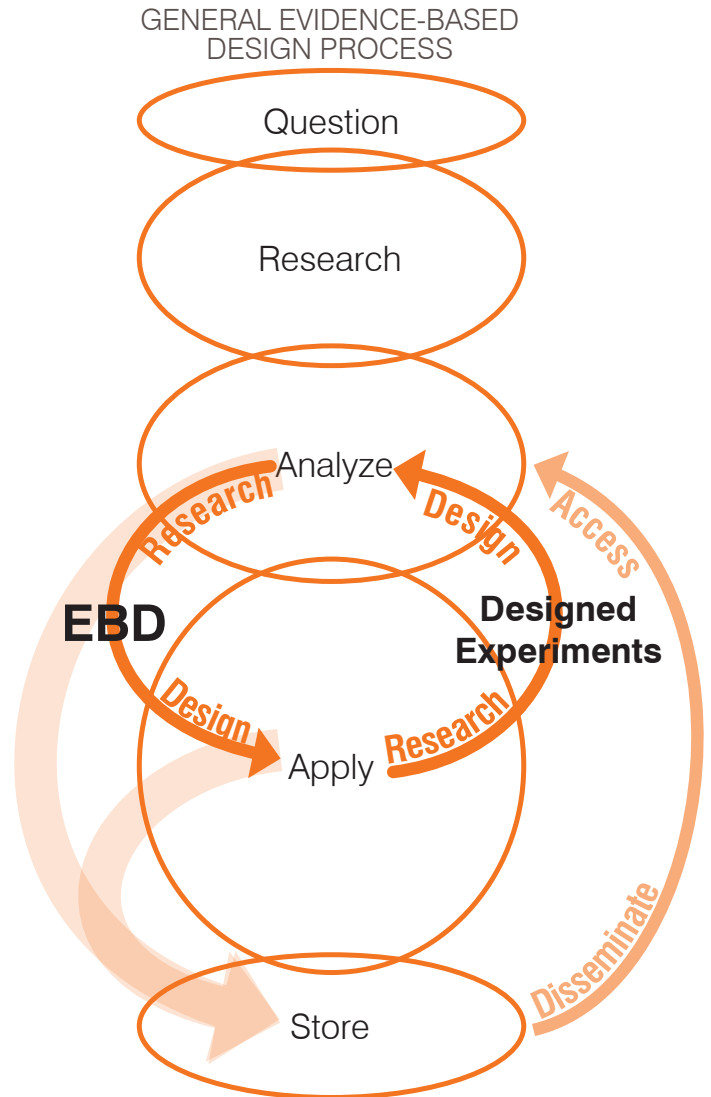 GENERAL EVIDENCE-BASED
DESIGN PROCESS
Question
Research
Analyze
Research
Design
Access
EBD
Designed
Experiments
Design
Research
Apply
Disseminate
Store